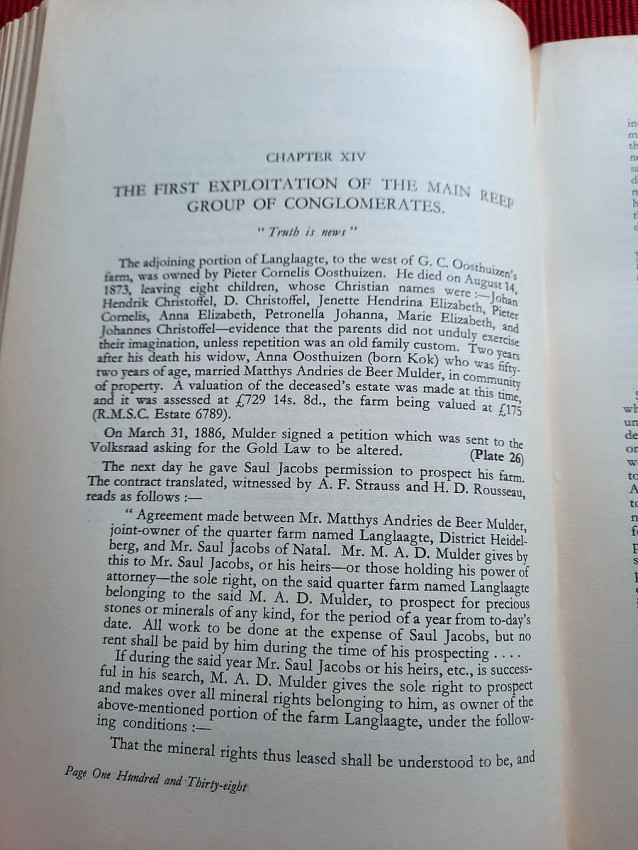 CHAPTER XIV
THE FIRST EXPLOITATION OF THE MAIN REEF
GROUP OF CONGLOMERATES.
"Truth is news"
The adjoining portion of Langlaagte, to the west of G. C. Oosthuizen's
farm, was owned by Pieter Cornelis Oosthuizen. He died on August 14,
1873, leaving eight children, whose Christian names were :—Johan
Hendrik Christoffel, D. Christoffel, Jenette Hendrina Elizabeth, Pieter
Cornelis, Anna Elizabeth, Petronella Johanna, Marie Elizabeth, and
Johannes Christoffel—evidence that the parents did not unduly exercise
their imagination, unless repetition was an old family custom. Two years
after his death his widow, Anna Oosthuizen (born Kok) who was fifty-
two years of age, married Matthys Andries de Beer Mulder, in community
of property. A valuation of the deceased's estate was made at this time,
and it was assessed at £729 14s. 8d., the farm being valued at £175
(R.M.S.C. Estate 6789).
On March 31, 1886, Mulder signed a petition which was sent to the
Volksraad asking for the Gold Law to be altered. (Plate 26)
The next day he gave Saul Jacobs permission to prospect his farm.
The contract translated, witnessed by A. F. Strauss and H. D. Rousseau,
reads as follows :—
"Agreement made between Mr. Matthys Andries de Beer Mulder,
joint-owner of the quarter farm named Langlaagte, District Heidel-
berg, and Mr. Saul Jacobs of Natal. Mr. M. A. D. Mulder gives by
this to Mr. Saul Jacobs, or his heirs—or those holding his power of
attorney—the sole right, on the said quarter farm named Langlaagte
belonging to the said M. A. D. Mulder, to prospect for precious
stones or minerals of any kind, for the period of a year from to-day's
date. All work to be done at the expense of Saul Jacobs, but no
rent shall be paid by him during the time of his prospecting . . . .
If during the said year Mr. Saul Jacobs or his heirs, etc., is success-
ful in his search, M. A. D. Mulder gives the sole right to prospect
and makes over all mineral rights belonging to him, as owner of the
above-mentioned portion of the farm Langlaagte, under the follow-
ing conditions :—
That the mineral rights thus leased shall be understood to be, and
Page One Hundred and Thirty-eight